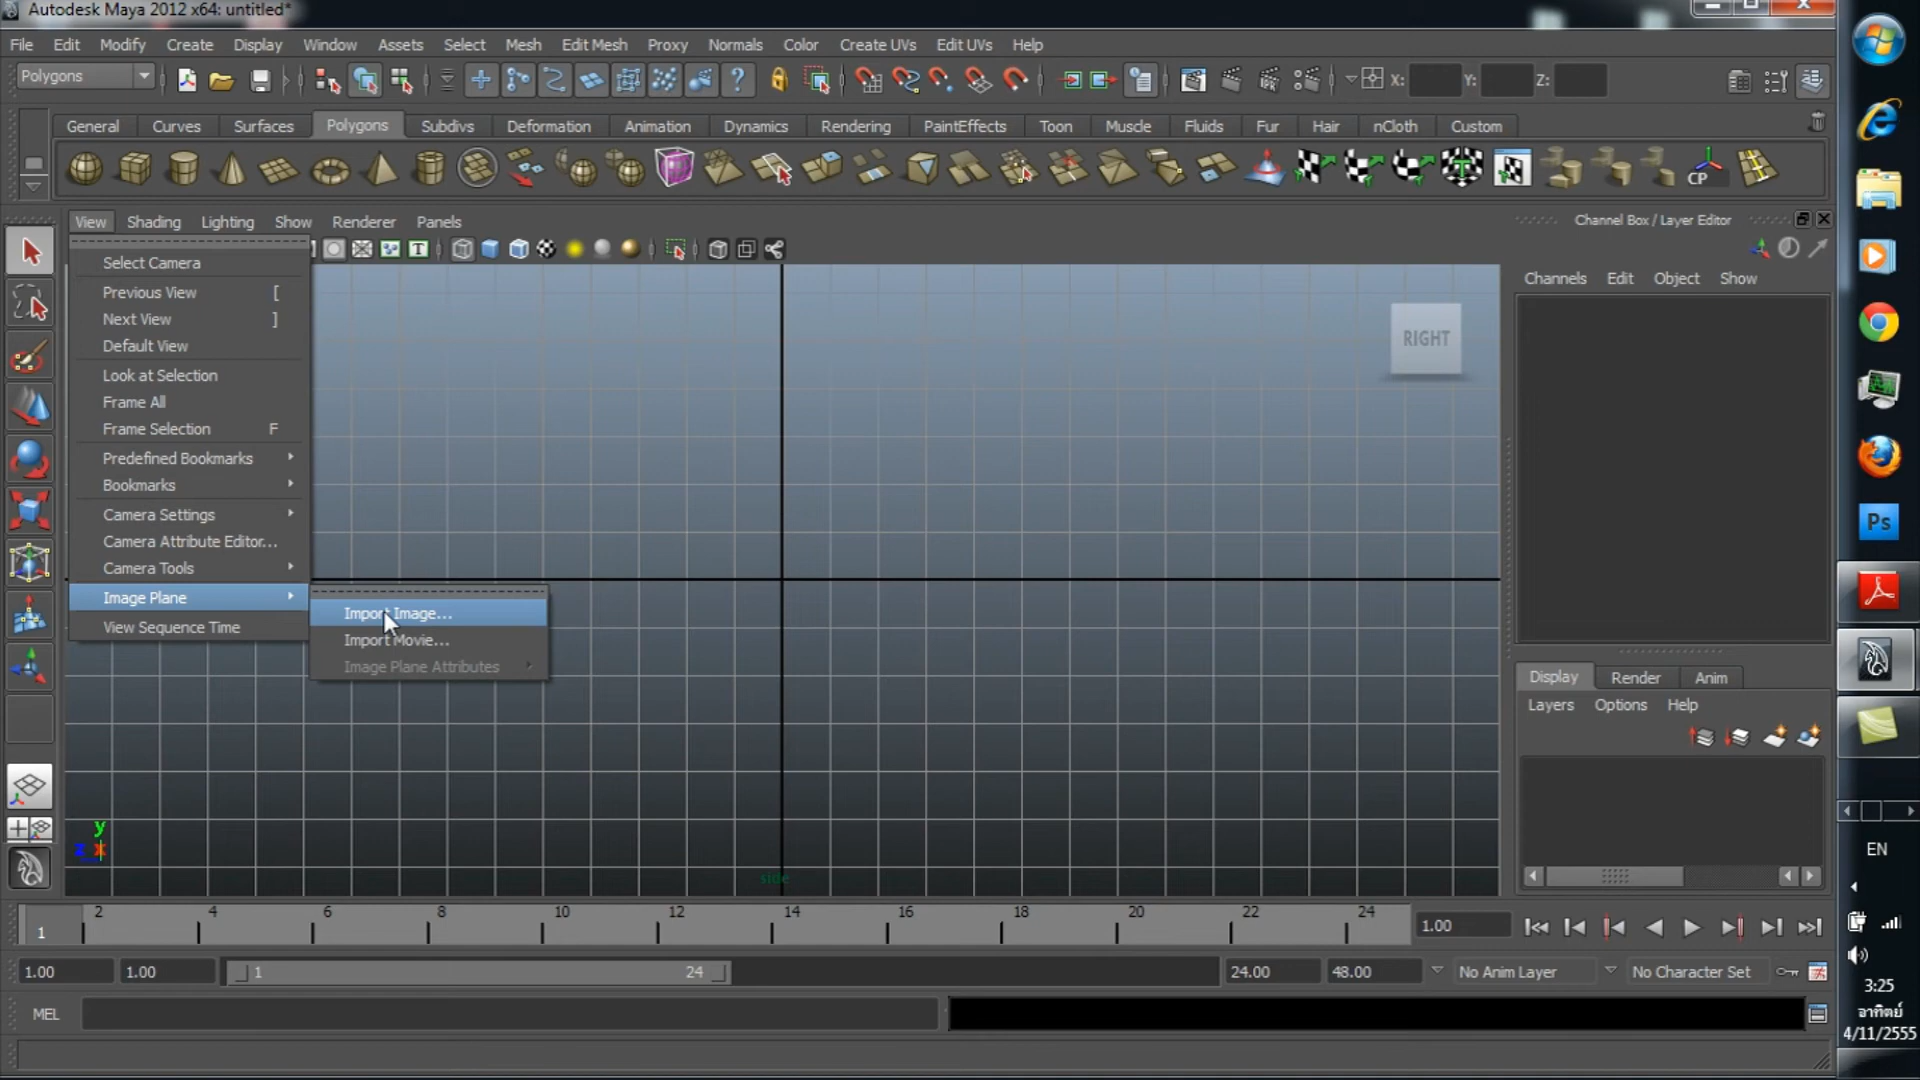 Autodesk Maya 2012 x64: untitled*
File Edit Modify Create Display Window Assets Select Mesh Edit Mesh Proxy Normals Color Create UVs Edit UVs Help
Polygons
IPR
X: Y: Z:
General Curves Surfaces Polygons Subdivs Deformation Animation Dynamics Rendering PaintEffects Toon Muscle Fluids Fur Hair nCloth Custom
CP
View Shading Lighting Show Renderer Panels
Channel Box / Layer Editor
T
Select Camera
Previous View [
Next View ]
Default View
Look at Selection
Frame All
Frame Selection F
Predefined Bookmarks
Bookmarks
Camera Settings
Camera Attribute Editor...
Camera Tools
Image Plane
View Sequence Time
Import Image...
Import Movie...
Image Plane Attributes
RIGHT
Channels Edit Object Show
Ps
Display Render Anim
Layers Options Help
y
z x
side
EN
2 4 6 8 10 12 14 16 18 20 22 24
1
1.00
1.00 1.00 1 24 24.00 48.00 No Anim Layer No Character Set
MEL
3:25
อาทิตย์
4/11/2555